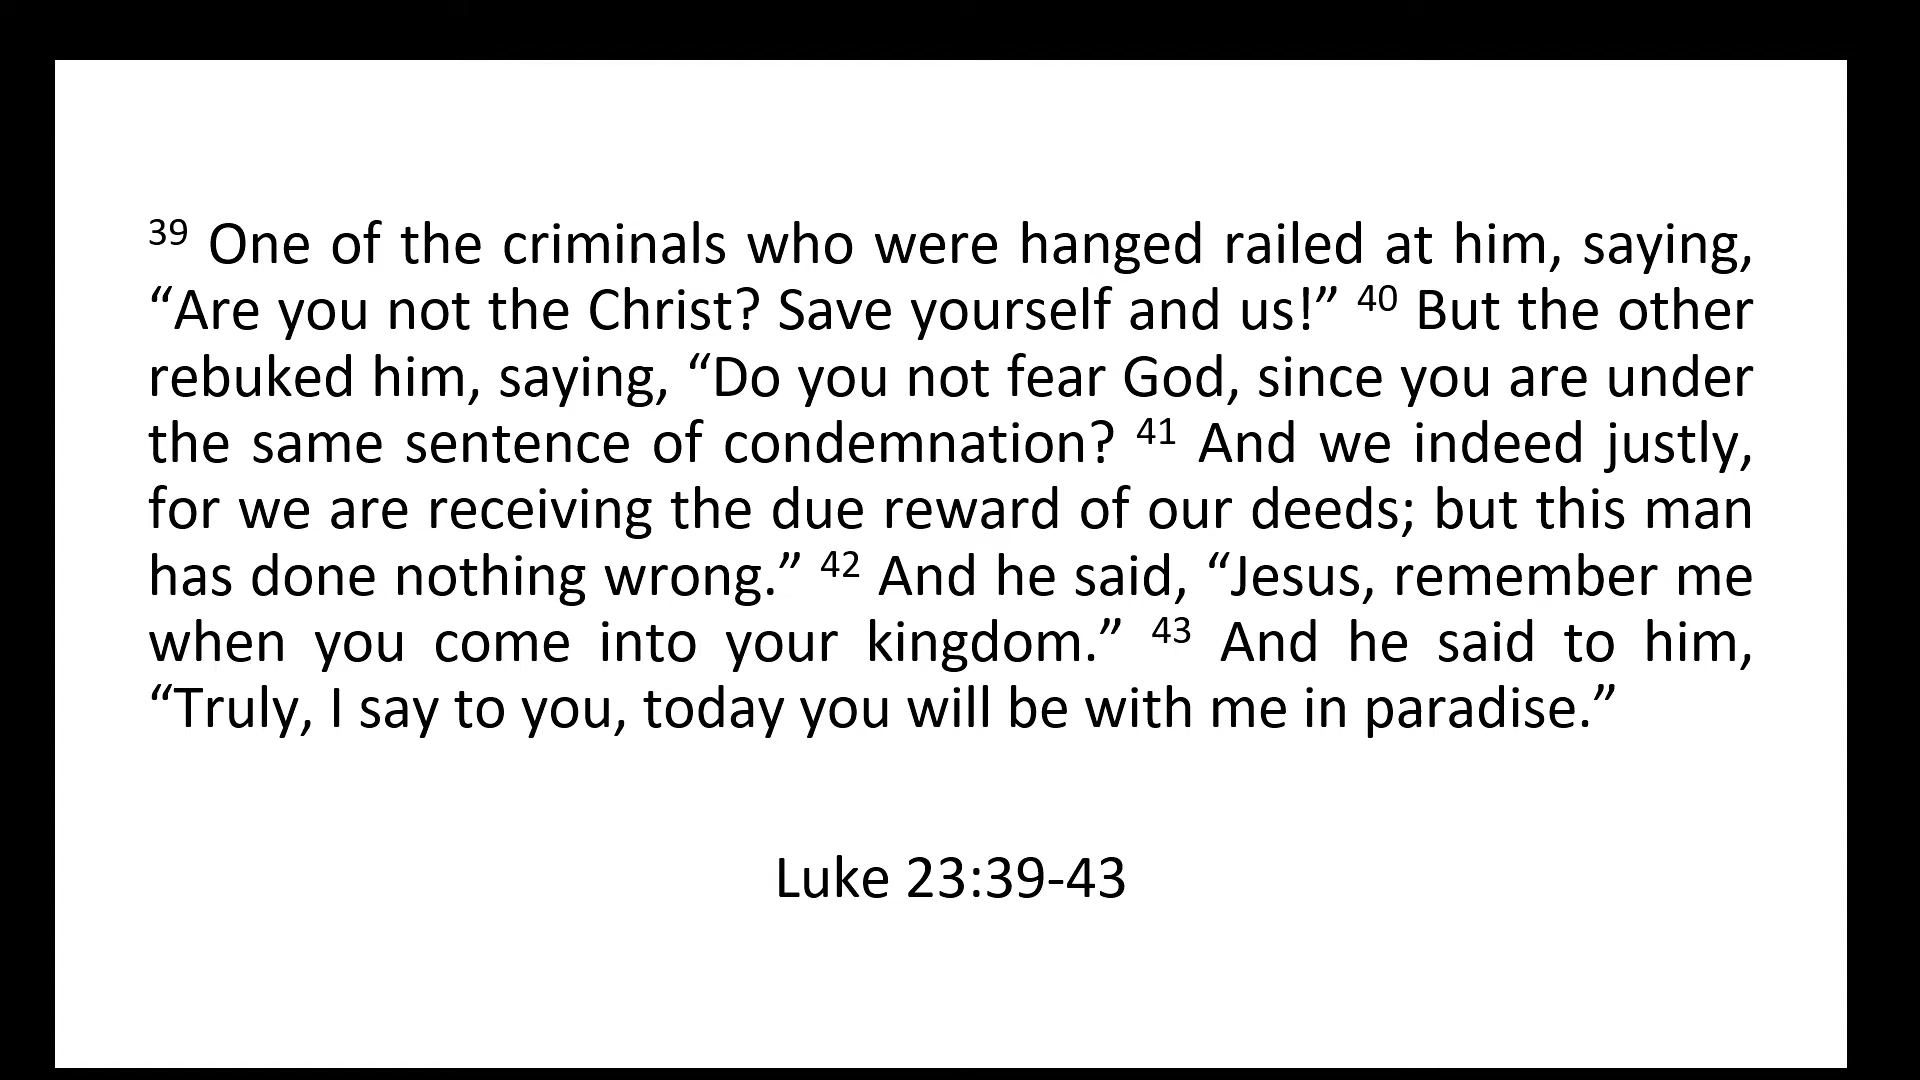 39 One of the criminals who were hanged railed at him, saying,
“Are you not the Christ? Save yourself and us!” 40 But the other
rebuked him, saying, “Do you not fear God, since you are under
the same sentence of condemnation? 41 And we indeed justly,
for we are receiving the due reward of our deeds; but this man
has done nothing wrong.” 42 And he said, “Jesus, remember me
when you come into your kingdom.” 43 And he said to him,
“Truly, I say to you, today you will be with me in paradise.”
Luke 23:39-43